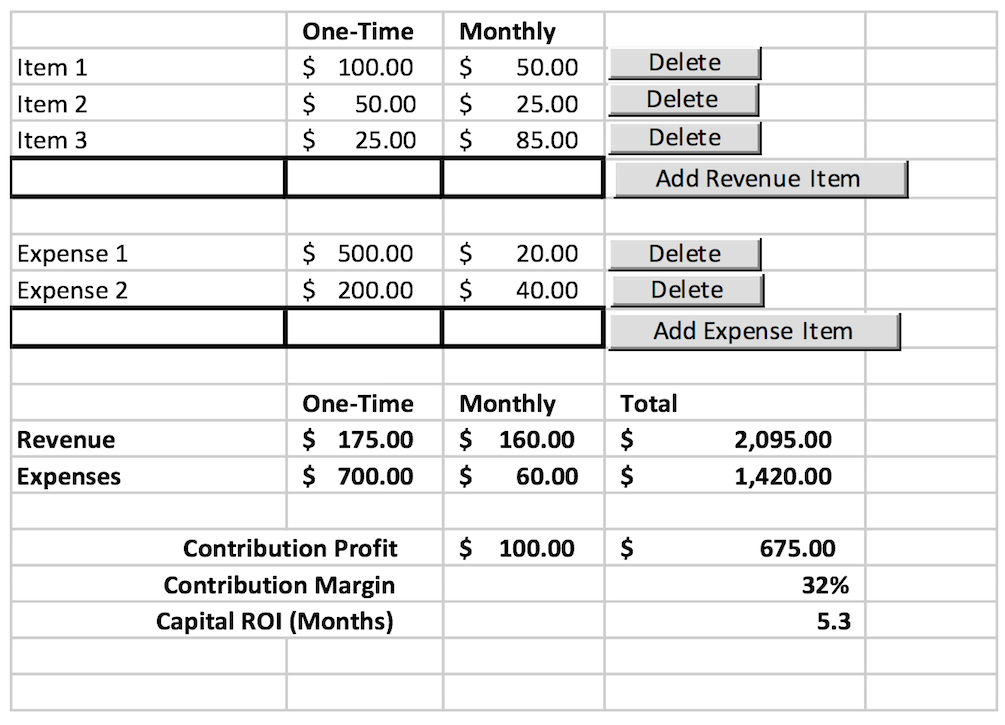 One-Time Monthly
Item 1 $ 100.00 $ 50.00 Delete
Item 2 $ 50.00 $ 25.00 Delete
Item 3 $ 25.00 $ 85.00 Delete
Add Revenue Item
Expense 1 $ 500.00 $ 20.00 Delete
Expense 2 $ 200.00 $ 40.00 Delete
Add Expense Item
One-Time Monthly Total
Revenue $ 175.00 $ 160.00 $ 2,095.00
Expenses $ 700.00 $ 60.00 $ 1,420.00
Contribution Profit $ 100.00 $ 675.00
Contribution Margin 32%
Capital ROI (Months) 5.3